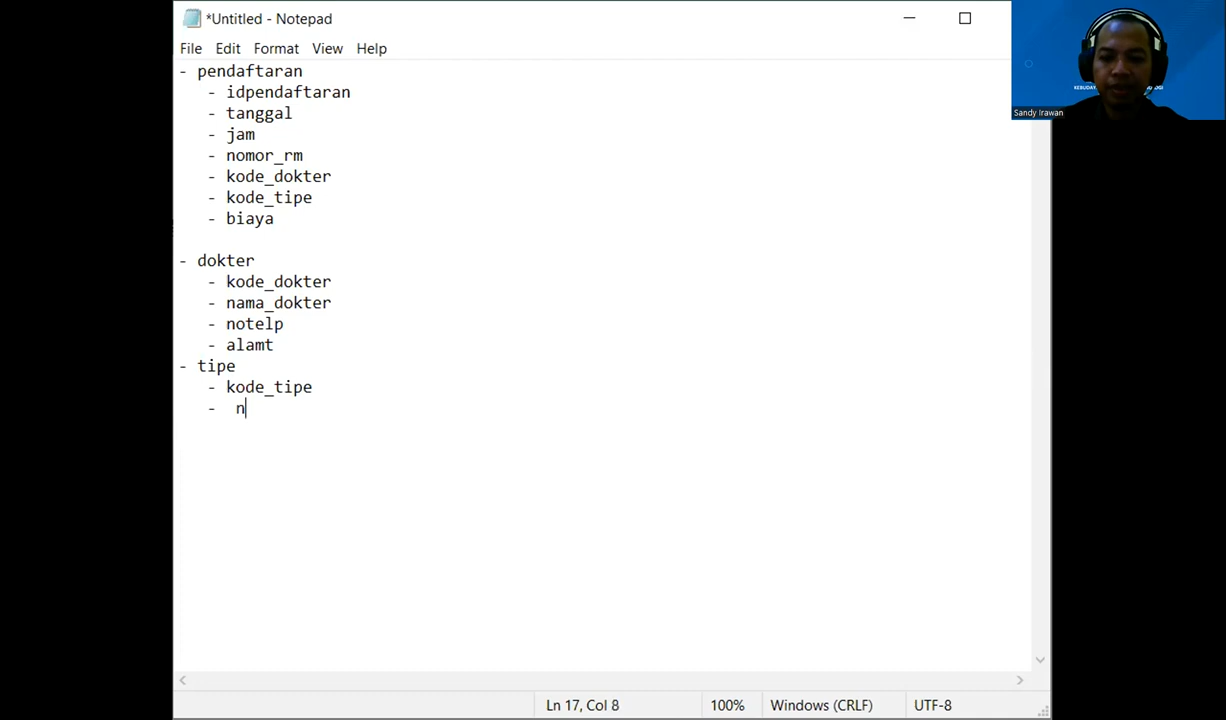 *Untitled - Notepad
File Edit Format View Help
- pendaftaran
- idpendaftaran
- tanggal
- jam
- nomor_rm
- kode_dokter
- kode_tipe
- biaya
- dokter
- kode_dokter
- nama_dokter
- notelp
- alamt
- tipe
- kode_tipe
- n
Ln 17, Col 8 100% Windows (CRLF) UTF-8
Sandy Irawan